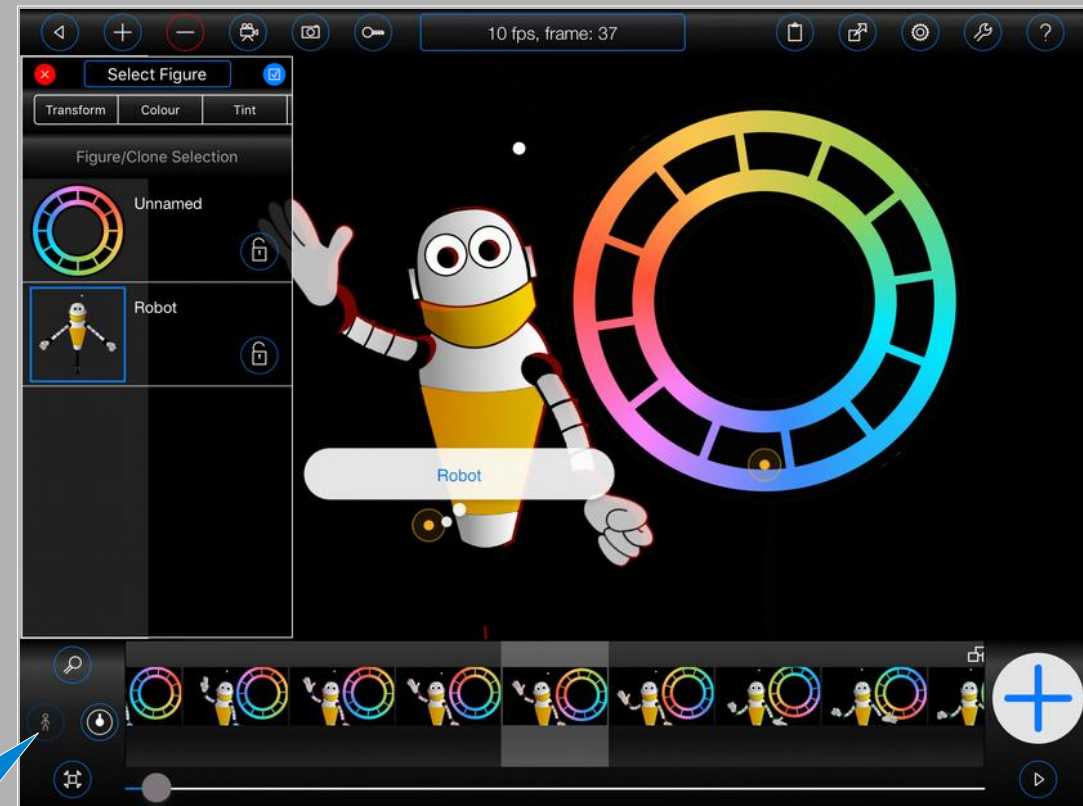 10 fps, frame: 37
?
Select Figure
Transform Colour Tint
Figure/Clone Selection
Unnamed
Robot
Robot